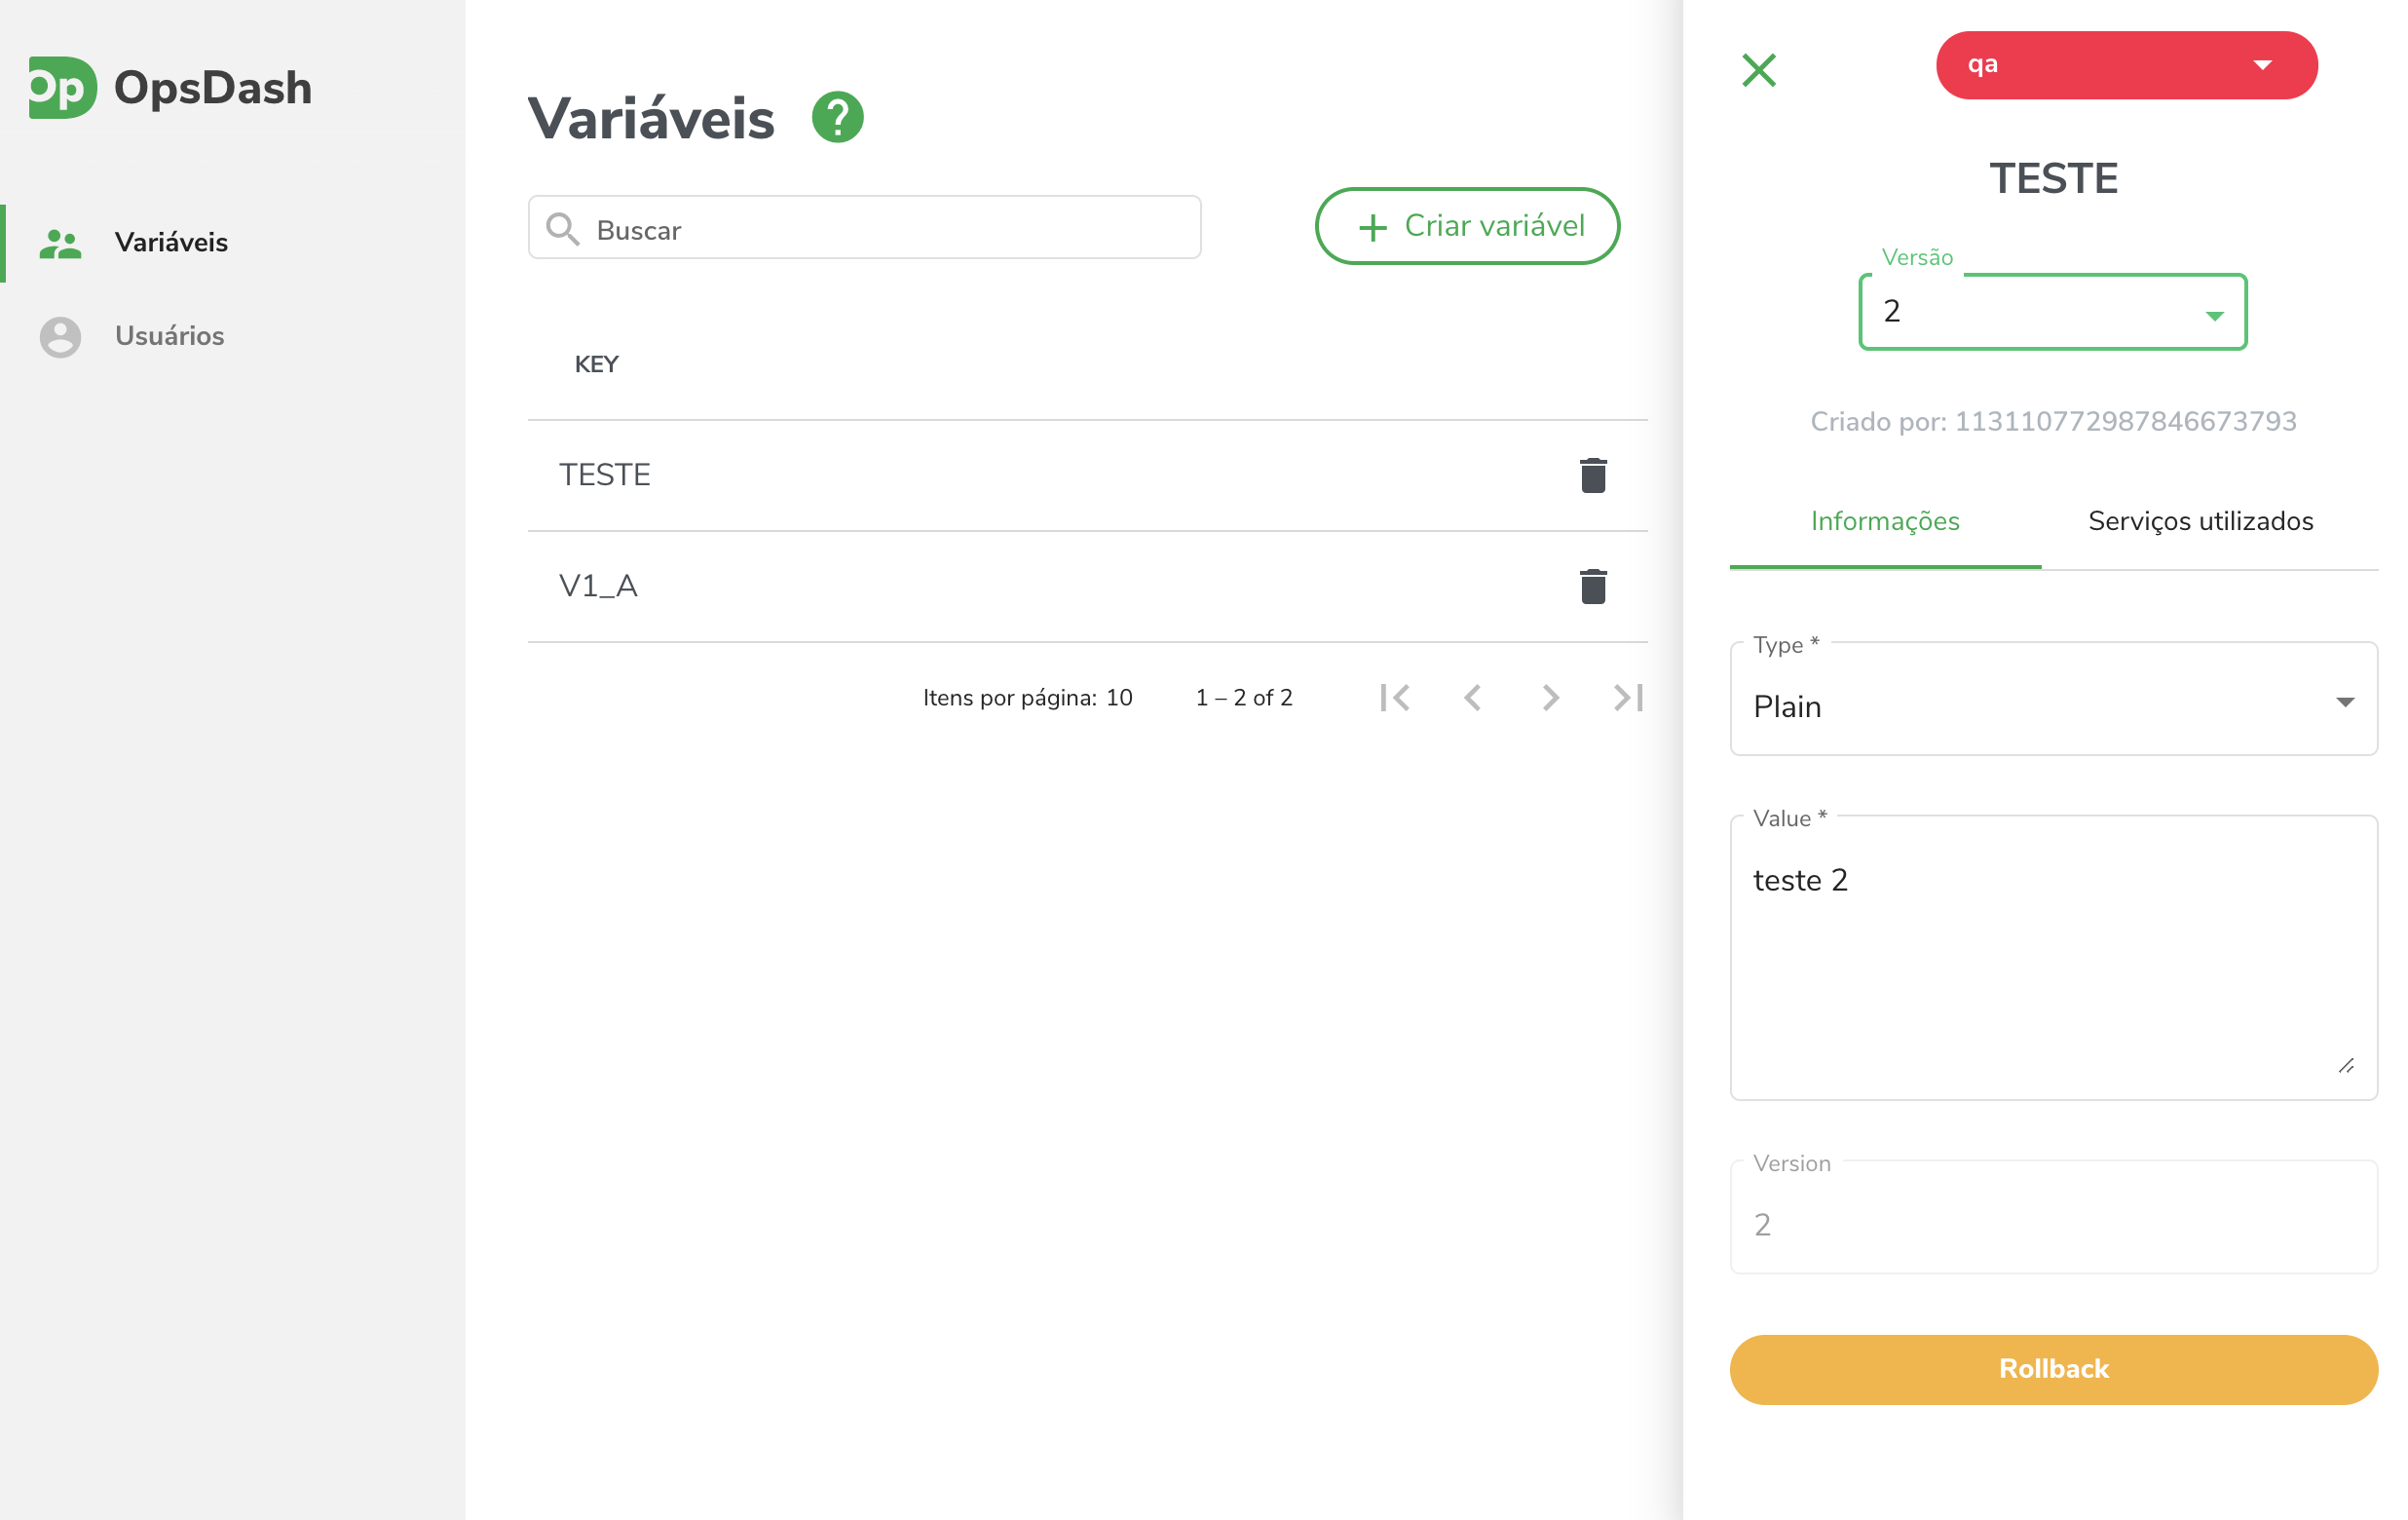 Op OpsDash
Variáveis
Usuários
Variáveis ?
Buscar
+ Criar variável
KEY
TESTE
V1_A
Itens por página: 10 1 – 2 of 2
qa
TESTE
Versão
2
Criado por: 113110772987846673793
Informações Serviços utilizados
Type *
Plain
Value *
teste 2
Version
2
Rollback